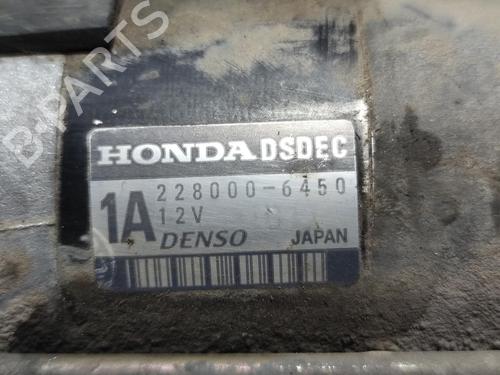 B-PARTS
HONDA DSDEC
1A 228000-6450
12V
DENSO JAPAN